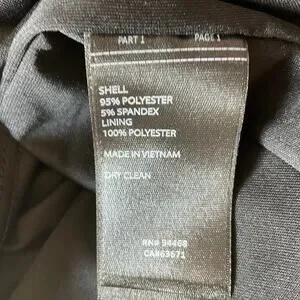 PART 1 PAGE 1
SHELL
95% POLYESTER
5% SPANDEX
LINING
100% POLYESTER
MADE IN VIETNAM
DRY CLEAN
RN# 94468
CA#63671